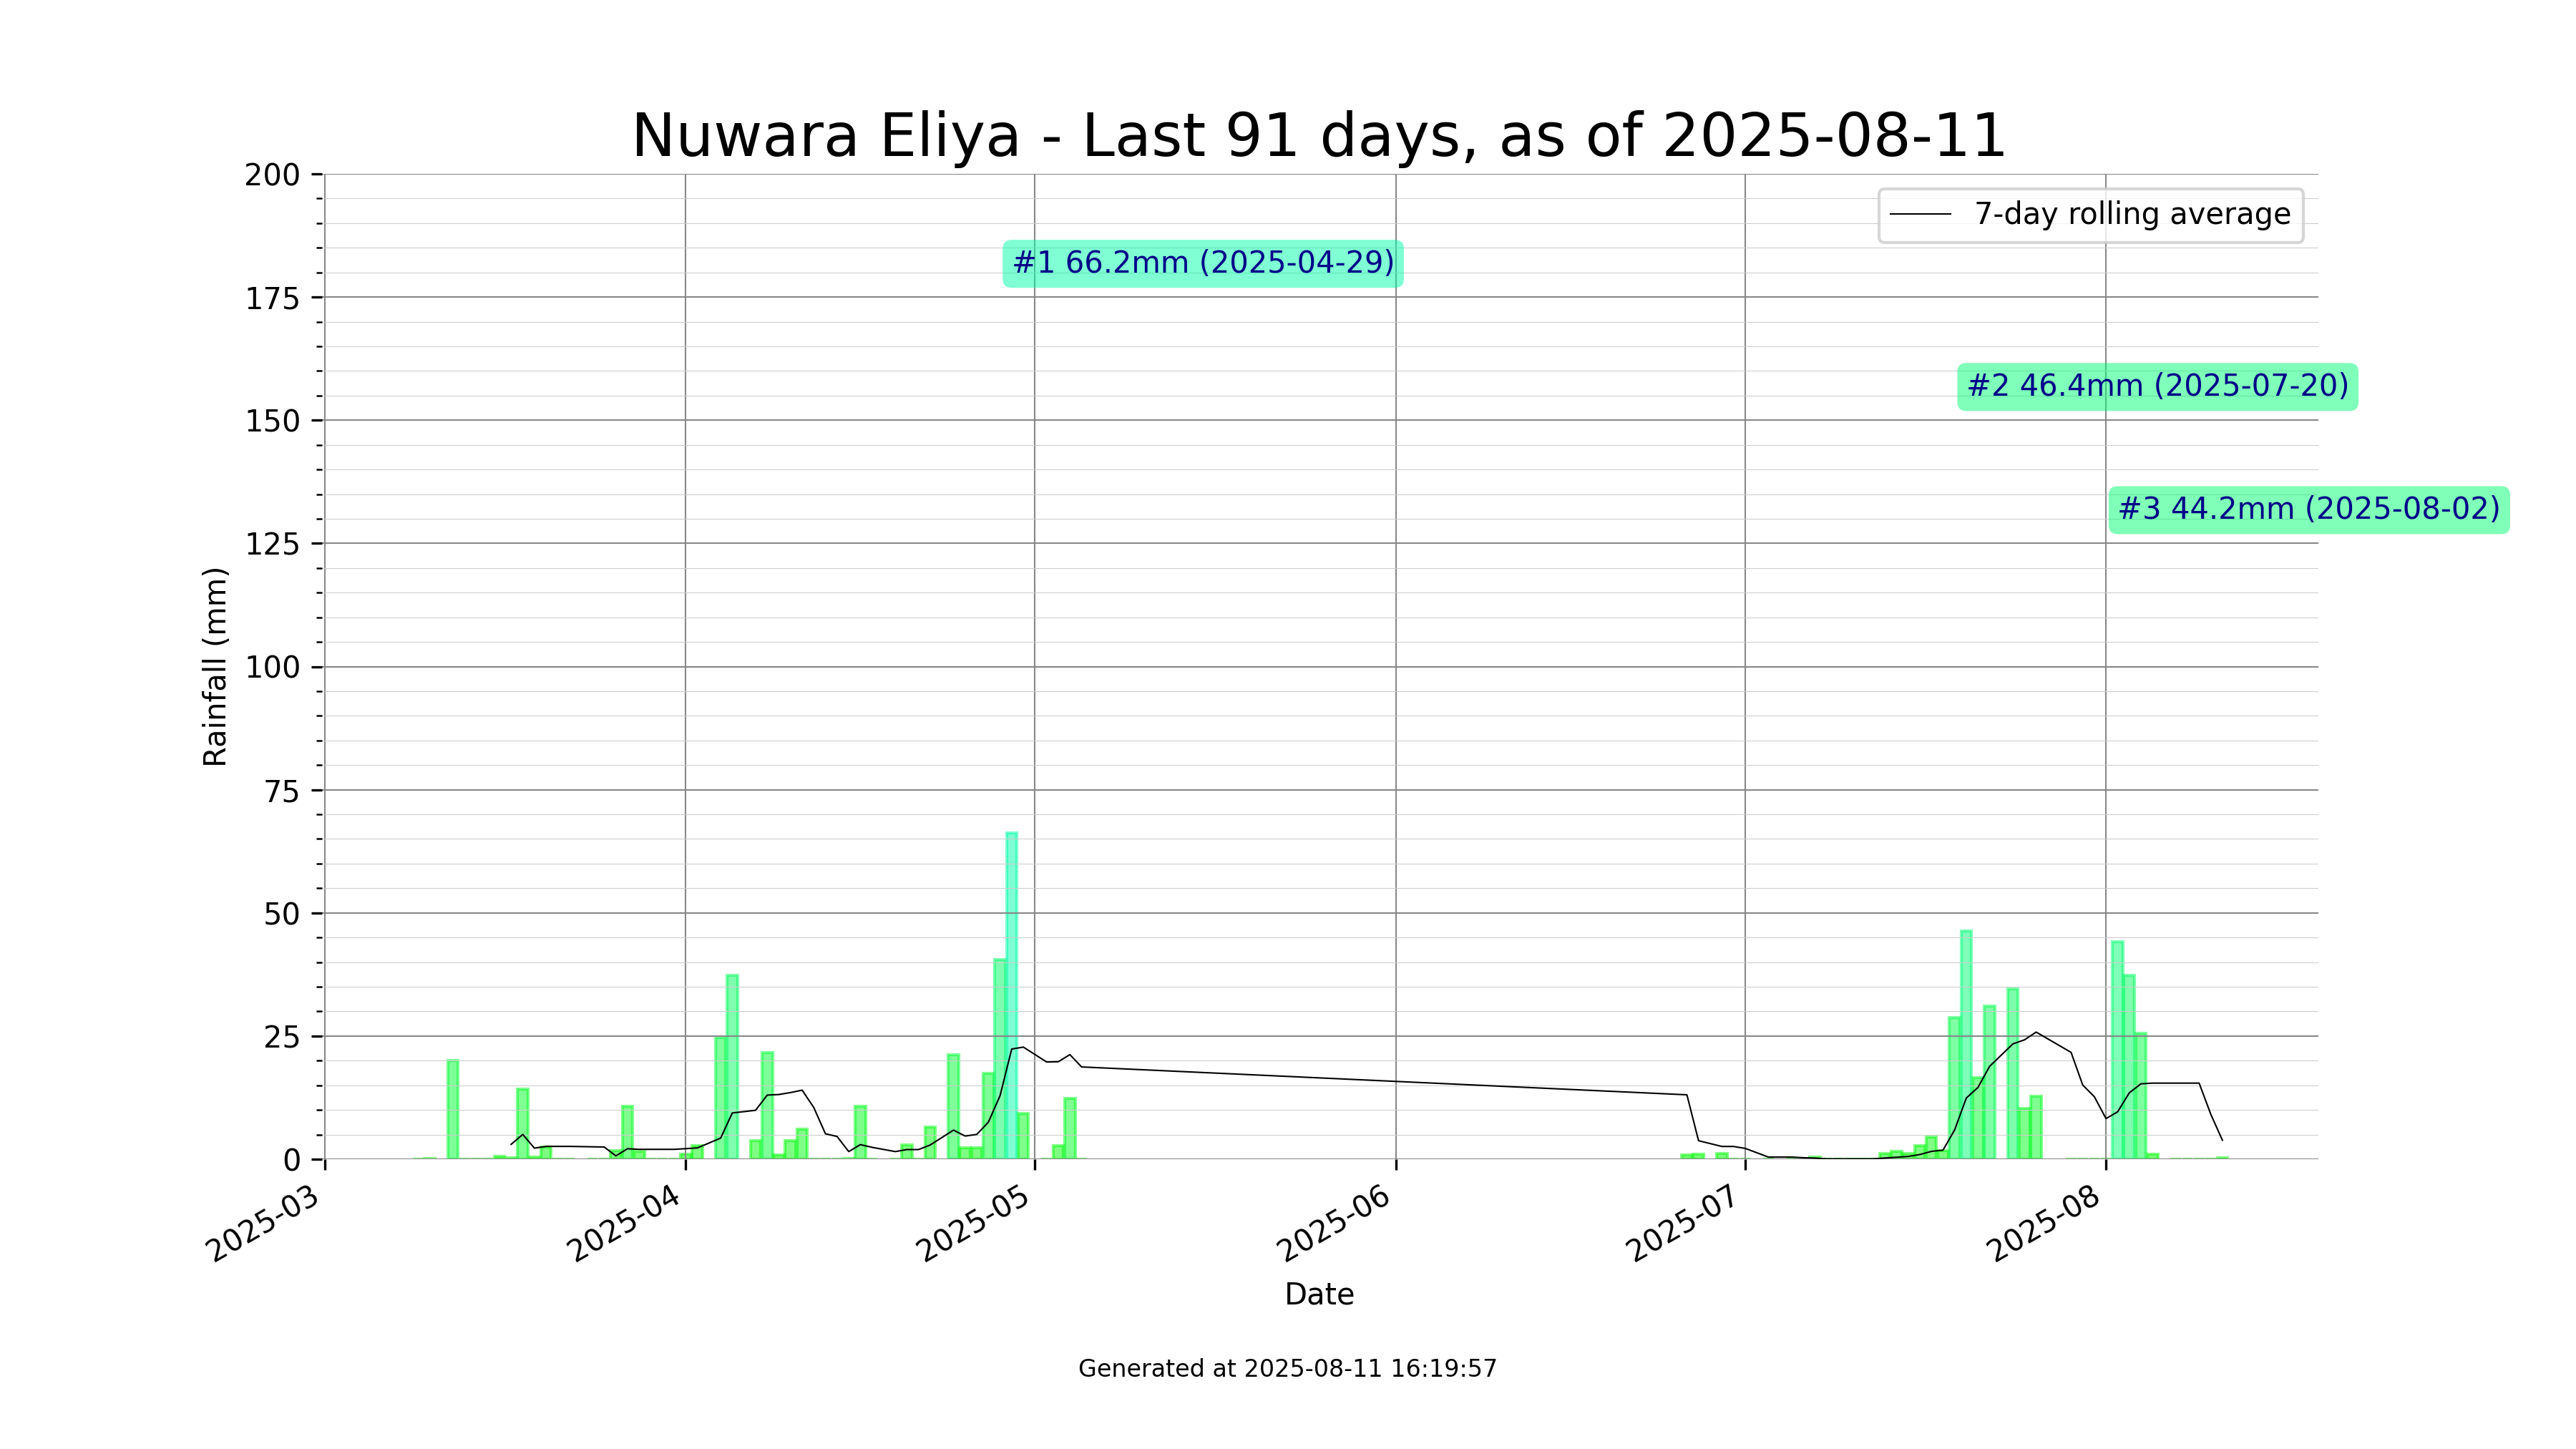 Nuwara Eliya - Last 91 days, as of 2025-08-11
7-day rolling average
#1 66.2mm (2025-04-29)
#2 46.4mm (2025-07-20)
#3 44.2mm (2025-08-02)
Rainfall (mm)
200
175
150
125
100
75
50
25
0
2025-03
2025-04
2025-05
2025-06
2025-07
2025-08
Date
Generated at 2025-08-11 16:19:57